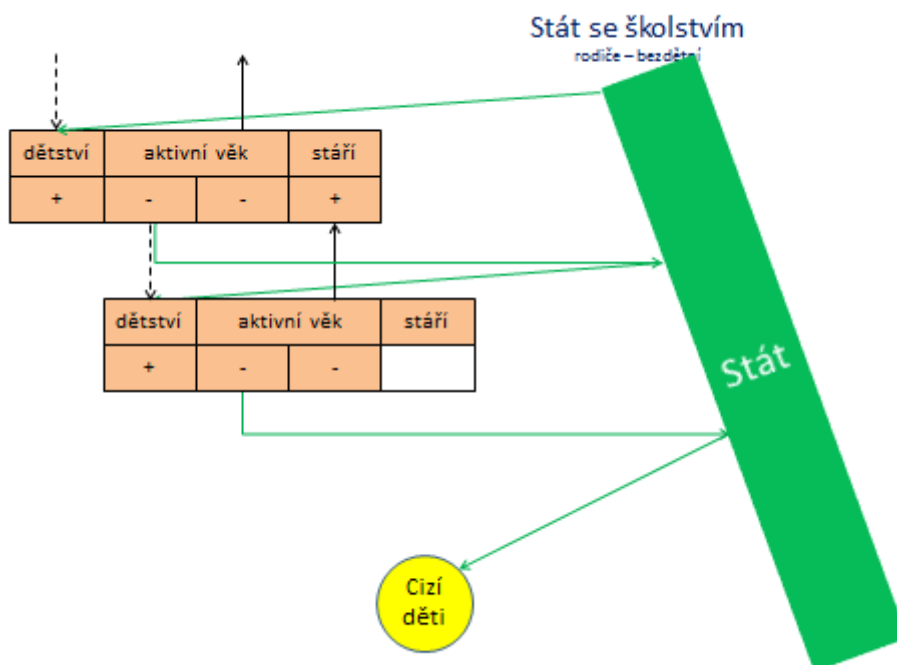 Stát se školstvím
rodiče – bezdětní
dětství aktivní věk stáří
+ - - +
dětství aktivní věk stáří
+ - -
Stát
Cizí
děti